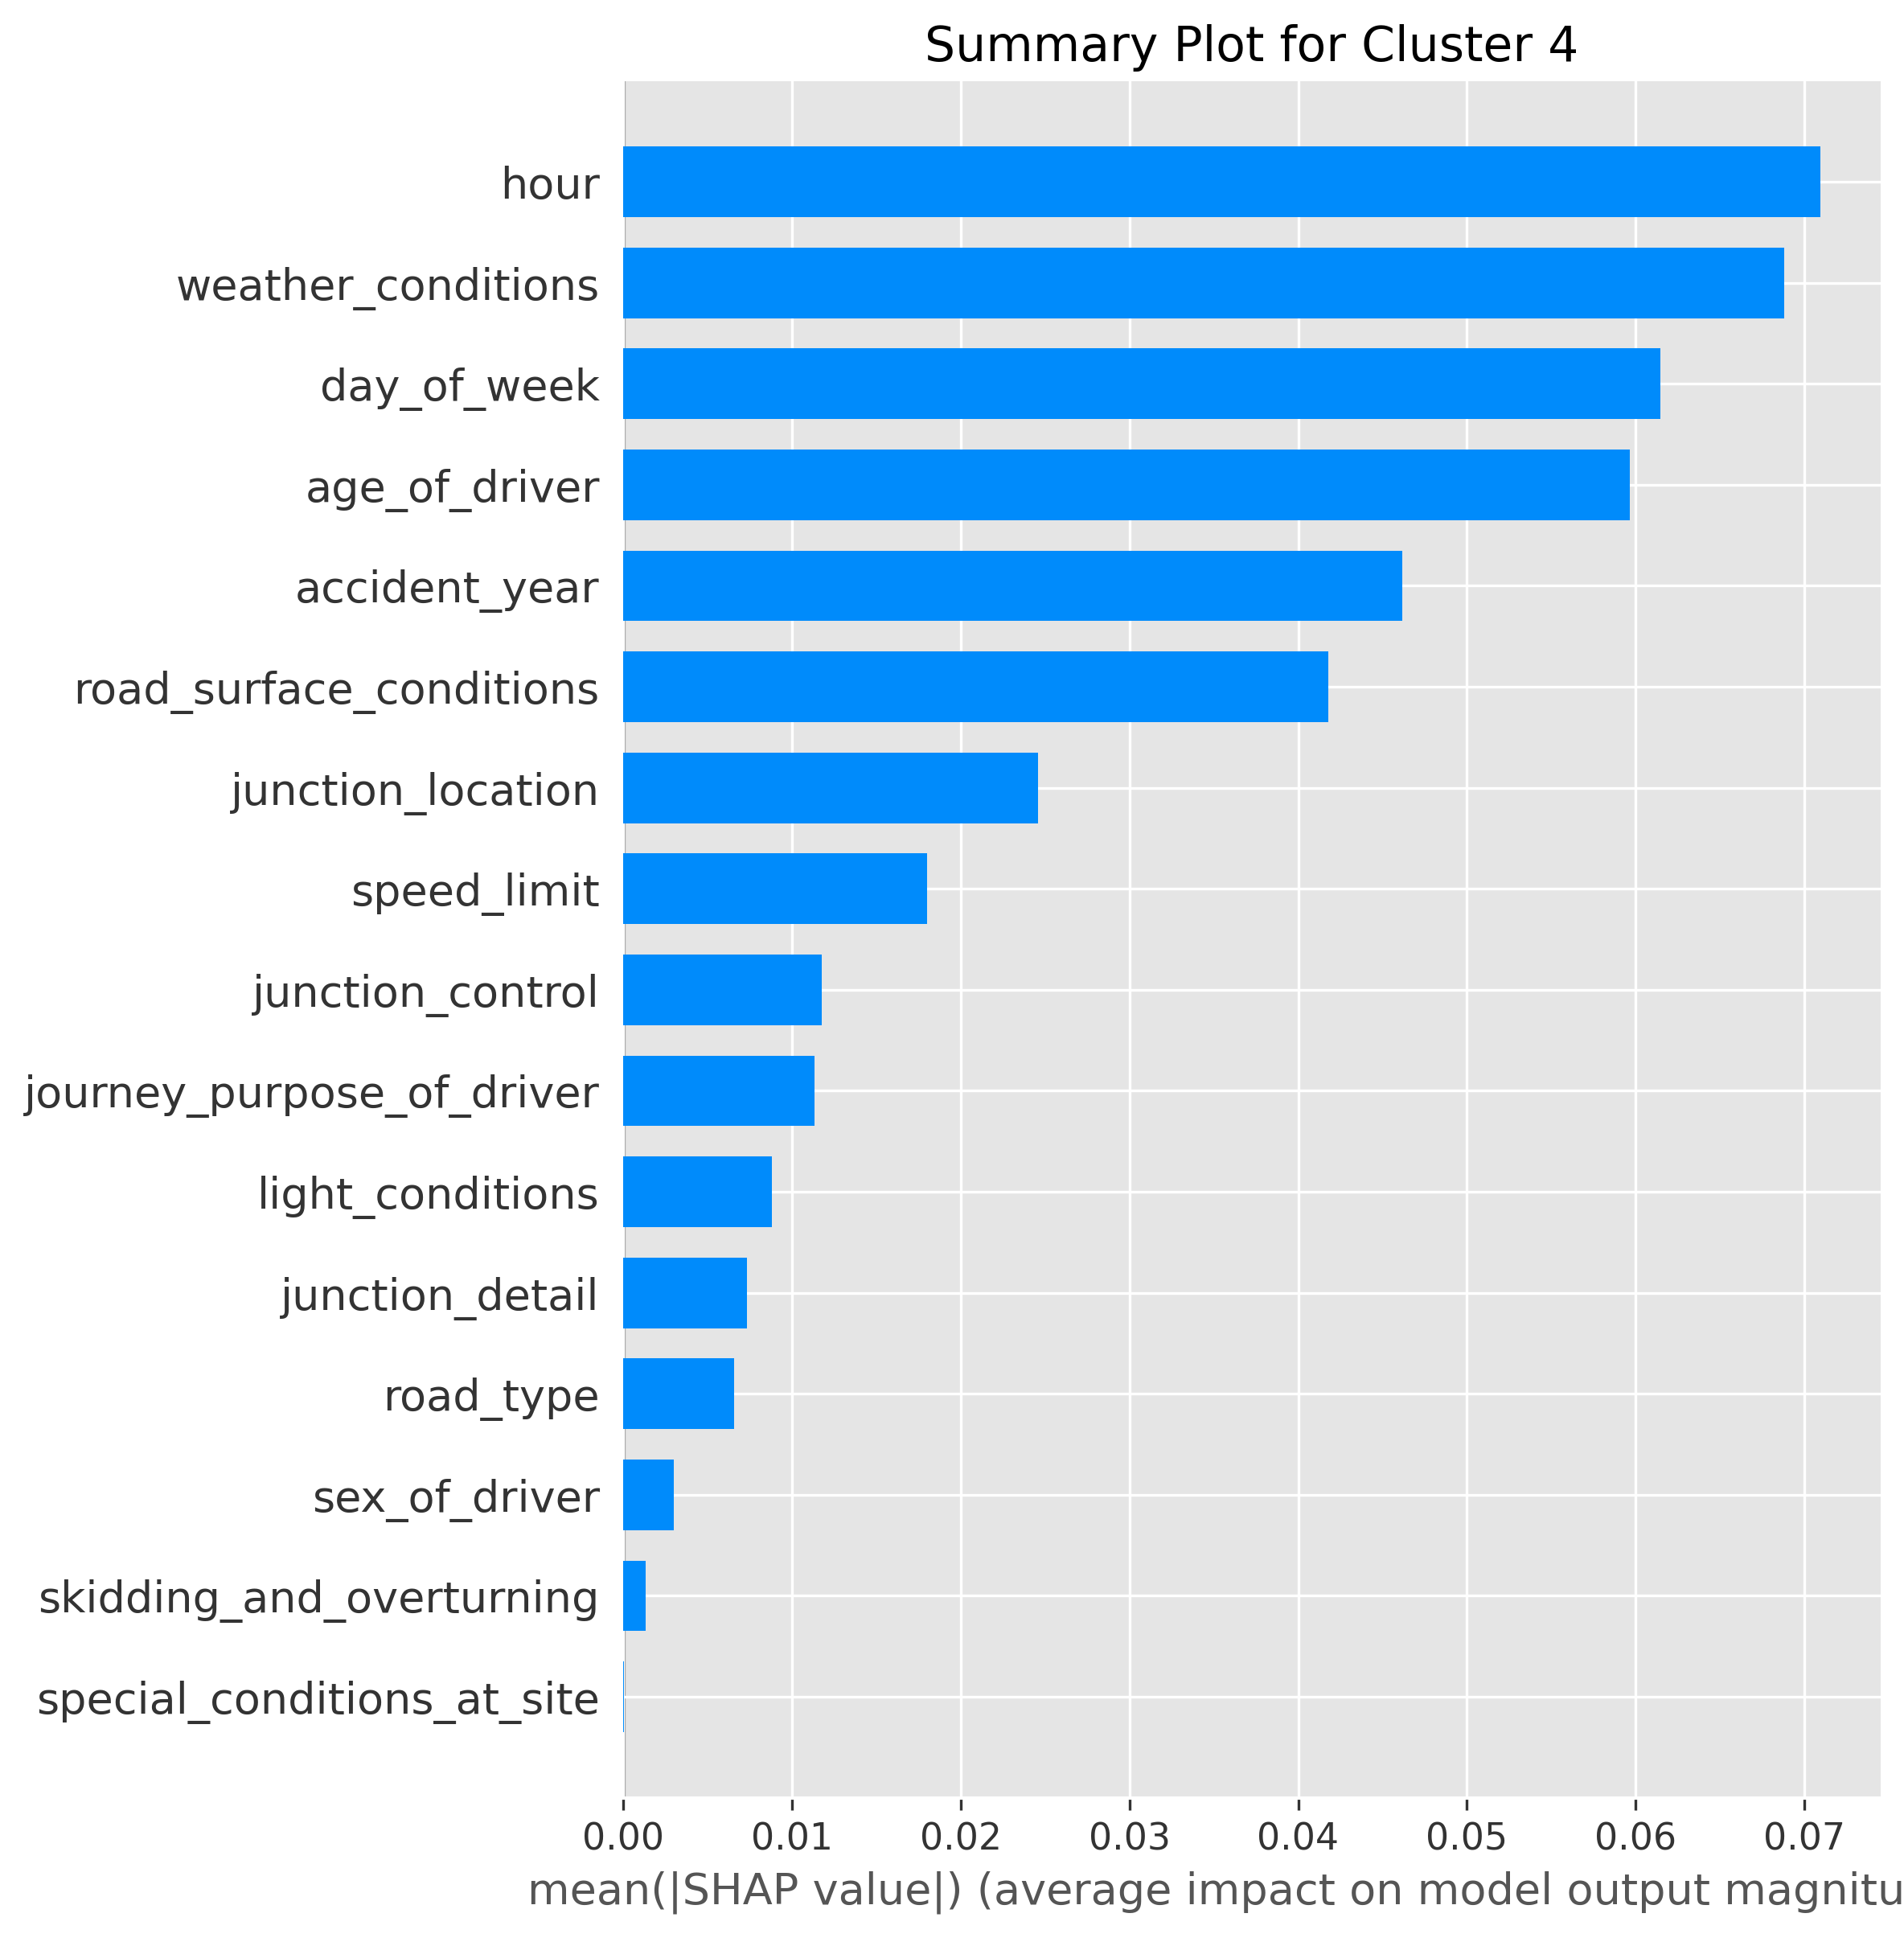 Summary Plot for Cluster 4
hour
weather_conditions
day_of_week
age_of_driver
accident_year
road_surface_conditions
junction_location
speed_limit
junction_control
journey_purpose_of_driver
light_conditions
junction_detail
road_type
sex_of_driver
skidding_and_overturning
special_conditions_at_site
0.00 0.01 0.02 0.03 0.04 0.05 0.06 0.07
mean(|SHAP value|) (average impact on model output magnitu